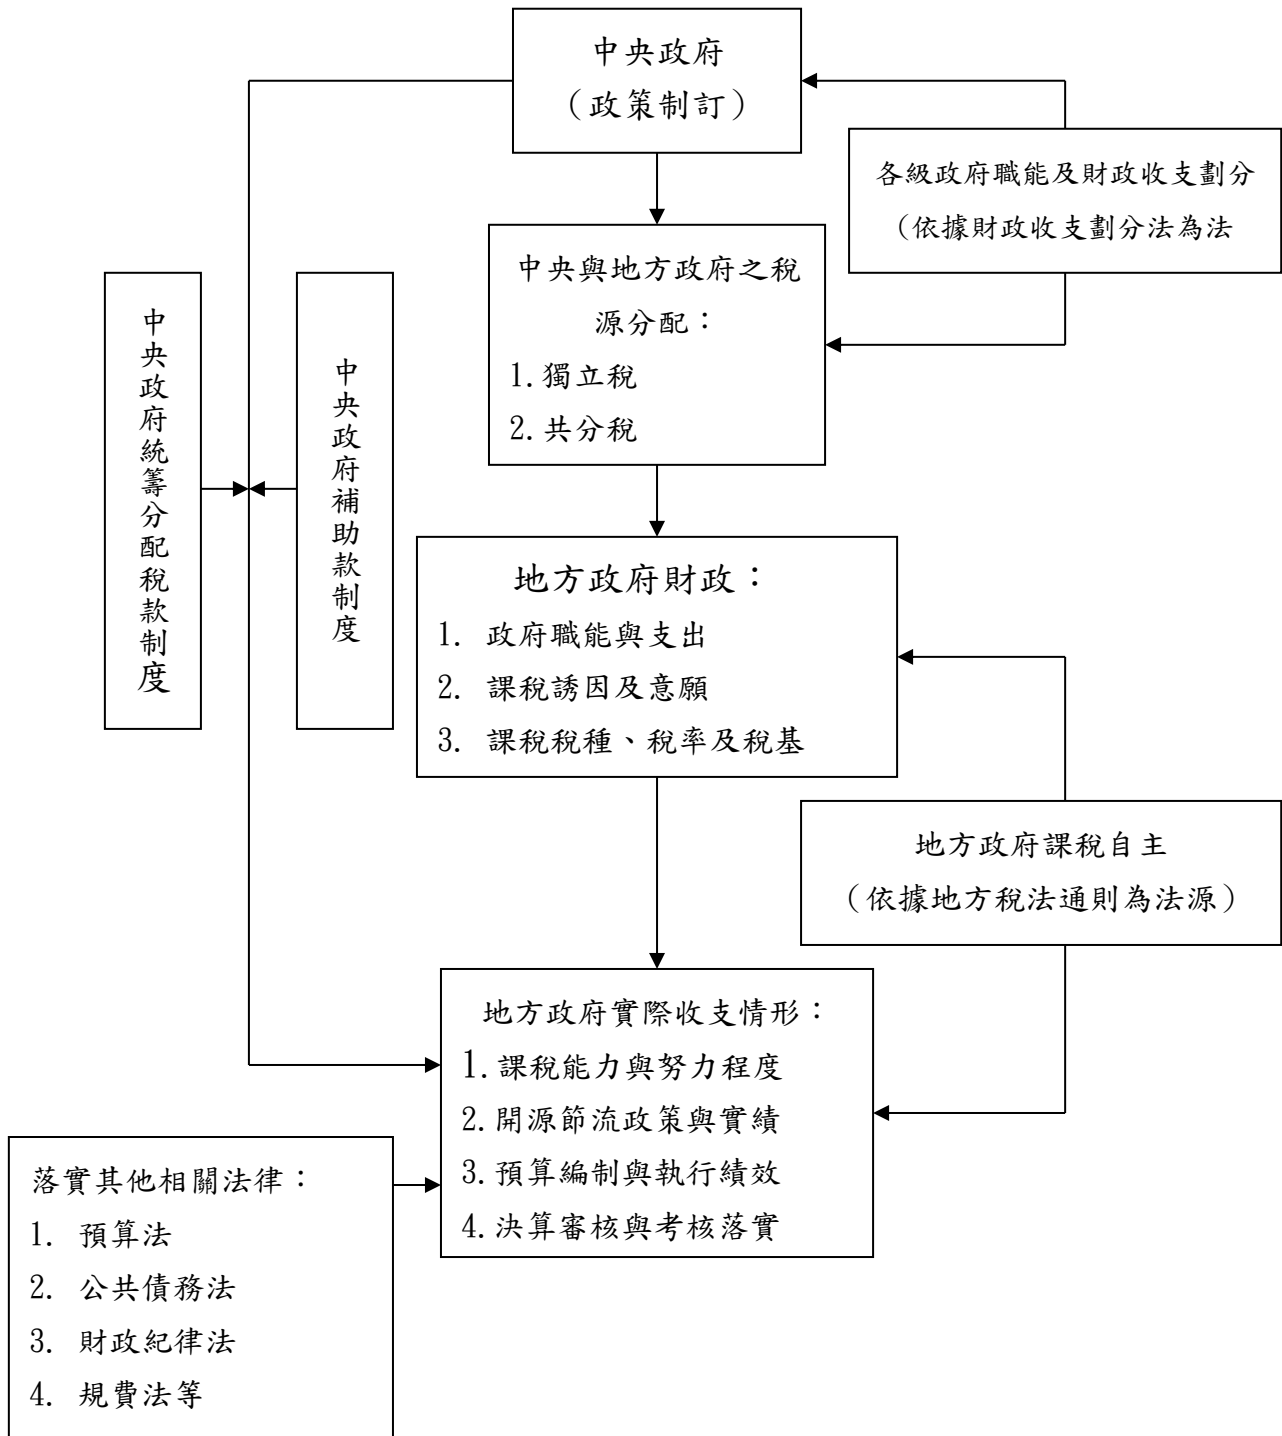 中央政府
（政策制訂）
各級政府職能及財政收支劃分
（依據財政收支劃分法為法
中央與地方政府之稅
源分配：
1.獨立稅
2.共分稅
中央政府統籌分配稅款制度
中央政府補助款制度
地方政府財政：
1. 政府職能與支出
2. 課稅誘因及意願
3. 課稅稅種、稅率及稅基
地方政府課稅自主
（依據地方稅法通則為法源）
地方政府實際收支情形：
1.課稅能力與努力程度
2.開源節流政策與實績
3.預算編制與執行績效
4.決算審核與考核落實
落實其他相關法律：
1. 預算法
2. 公共債務法
3. 財政紀律法
4. 規費法等